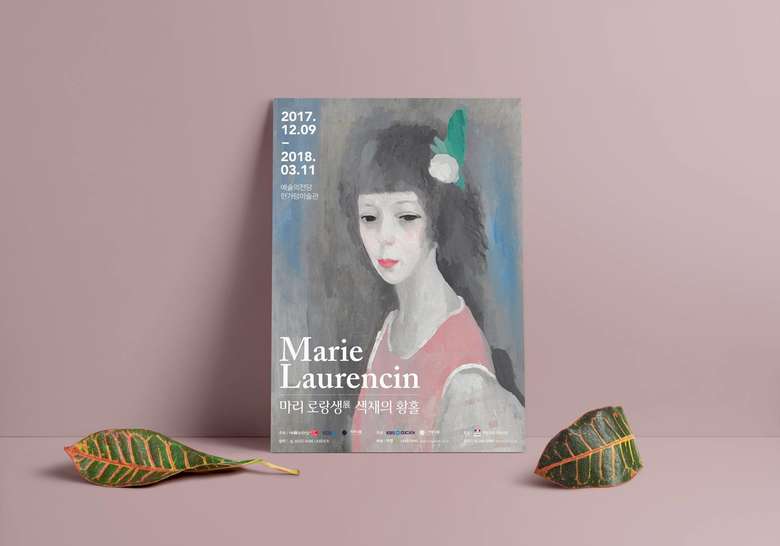 2017.
12.09
–
2018.
03.11
예술의전당
한가람미술관
Marie
Laurencin
마리 로랑생展 색채의 황홀